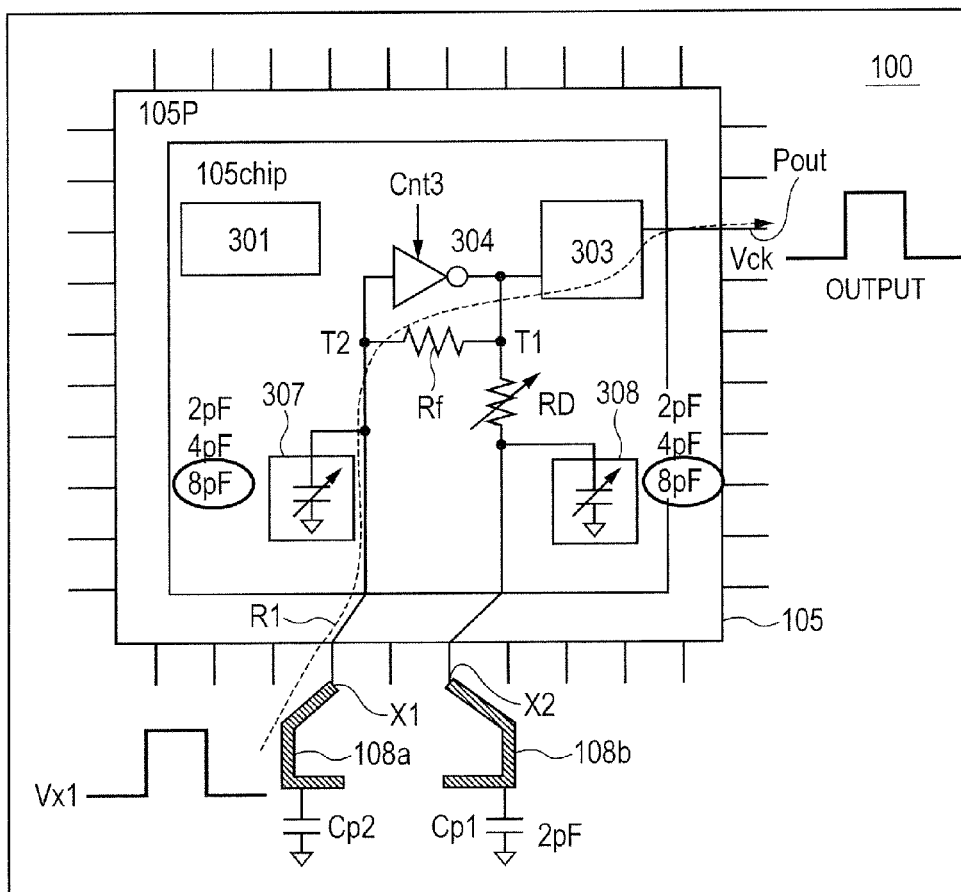 100
105P
105chip
Cnt3
Pout
301
304
303
Vck
OUTPUT
T2
T1
Rf
RD
307
308
2pF
4pF
8pF
2pF
4pF
8pF
R1
105
X1
X2
108a
108b
Vx1
Cp2
Cp1
2pF